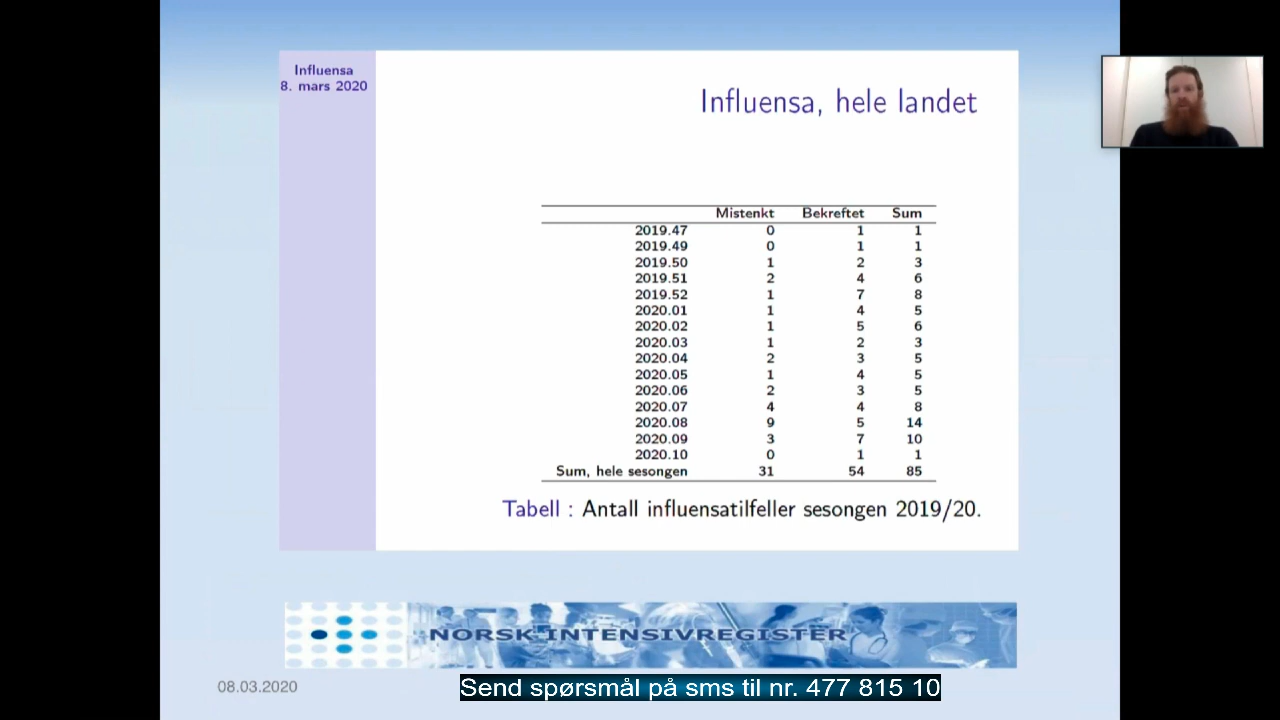 Influensa
8. mars 2020
Influensa, hele landet
Mistenkt Bekreftet Sum
2019.47 0 1 1
2019.49 0 1 1
2019.50 1 2 3
2019.51 2 4 6
2019.52 1 7 8
2020.01 1 4 5
2020.02 1 5 6
2020.03 1 2 3
2020.04 2 3 5
2020.05 1 4 5
2020.06 2 3 5
2020.07 4 4 8
2020.08 9 5 14
2020.09 3 7 10
2020.10 0 1 1
Sum, hele sesongen 31 54 85
Tabell : Antall influensatilfeller sesongen 2019/20.
NORSK INTENSIVREGISTER
08.03.2020
Send spørsmål på sms til nr. 477 815 10